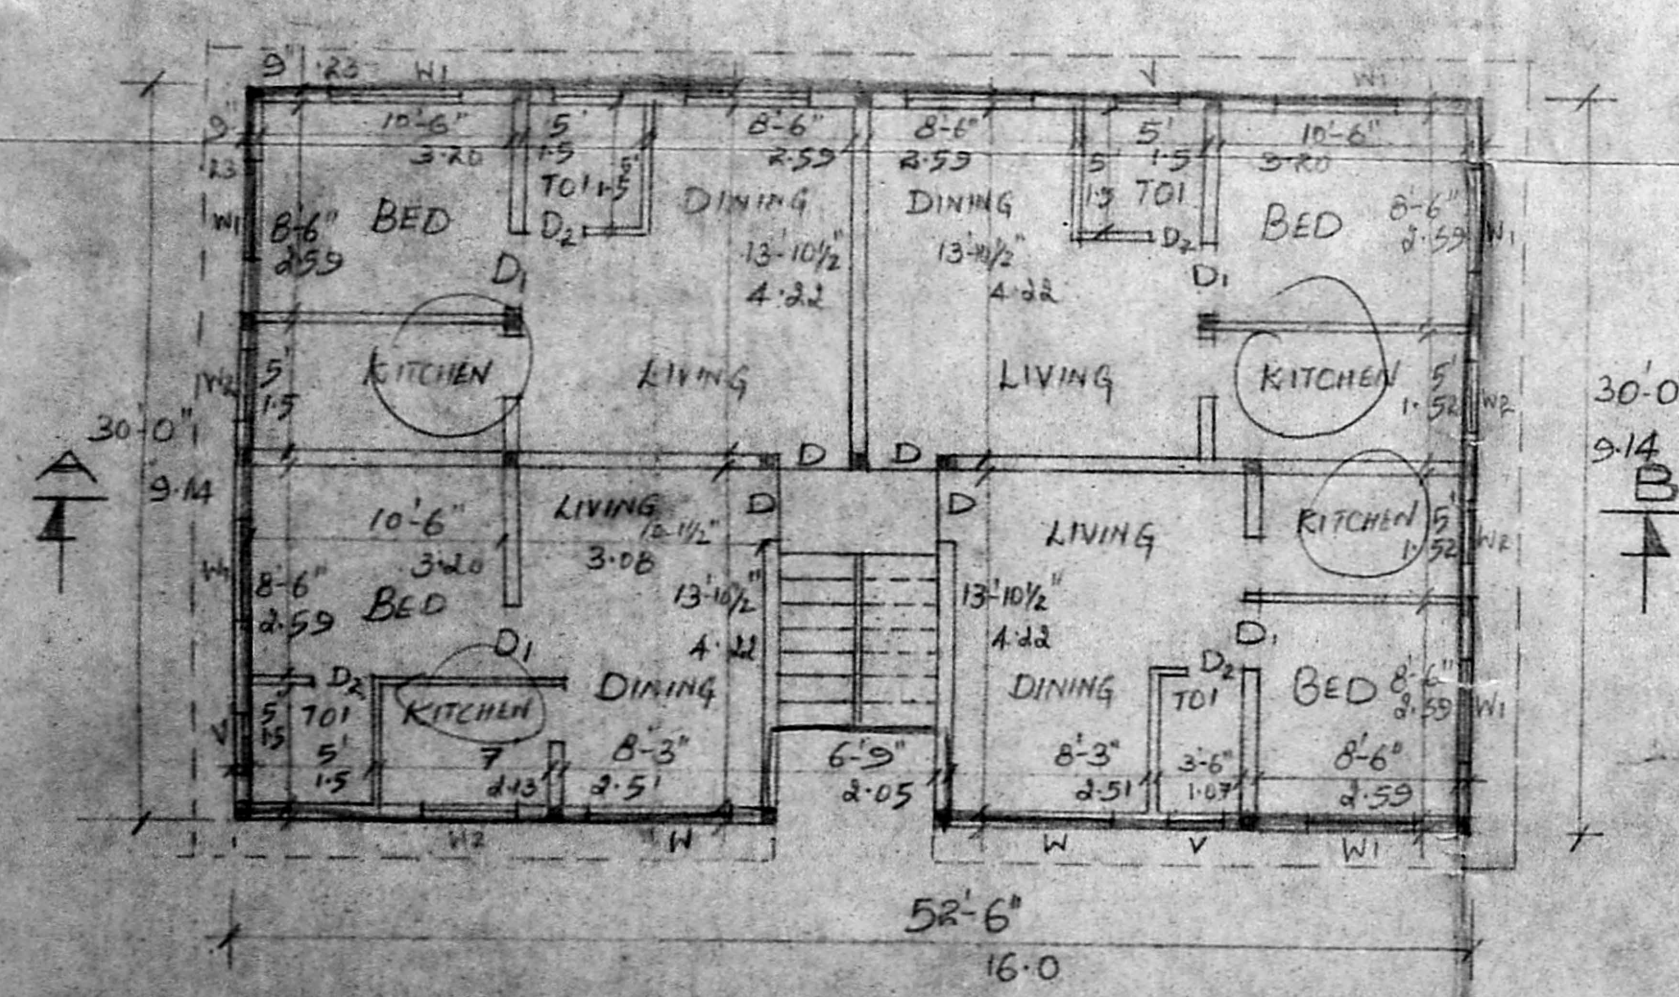 9" .23 W1 V W1
9" 10'-6" 5' 8'-6" 8'-6" 5' 10'-6"
.23 3.20 1.5 5' 2.59 2.59 5' 1.5 3.20
TOI 1.5 DINING DINING 1.5 TOI
W1 8'-6" BED D2 D2 BED 8'-6" W1
2.59 13'-10½" 13'-10½" 2.59
D1 4.22 4.22 D1
W2 5' KITCHEN LIVING LIVING KITCHEN 5' W2 30'-0
1.5 1.52
30'-0" D D 9.14
A 9.14 B
10'-6" LIVING D D LIVING KITCHEN 5' W2
10'-1½" 1.52
3.20 3.08
W1 8'-6" BED 13'-10½" 13'-10½"
2.59 4.22 4.22
D1 D1
D2 DINING DINING D2 BED 8'-6" W1
V 5' TOI KITCHEN TOI 2.59
1.5 5' 7' 8'-3" 6'-9" 8'-3" 3'-6" 8'-6"
1.5 2.13 2.51 2.05 2.51 1.07 2.59
W2 W W V W1
52'-6"
16.0